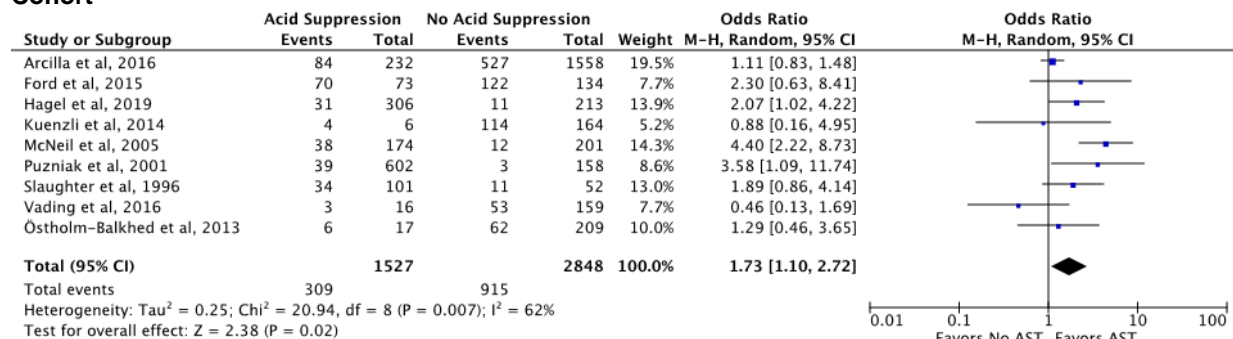 Cohort
Acid Suppression No Acid Suppression Odds Ratio Odds Ratio
Study or Subgroup Events Total Events Total Weight M-H, Random, 95% CI M-H, Random, 95% CI
Arcilla et al, 2016 84 232 527 1558 19.5% 1.11 [0.83, 1.48]
Ford et al, 2015 70 73 122 134 7.7% 2.30 [0.63, 8.41]
Hagel et al, 2019 31 306 11 213 13.9% 2.07 [1.02, 4.22]
Kuenzli et al, 2014 4 6 114 164 5.2% 0.88 [0.16, 4.95]
McNeil et al, 2005 38 174 12 201 14.3% 4.40 [2.22, 8.73]
Puzniak et al, 2001 39 602 3 158 8.6% 3.58 [1.09, 11.74]
Slaughter et al, 1996 34 101 11 52 13.0% 1.89 [0.86, 4.14]
Vading et al, 2016 3 16 53 159 7.7% 0.46 [0.13, 1.69]
Östholm-Balkhed et al, 2013 6 17 62 209 10.0% 1.29 [0.46, 3.65]
Total (95% CI) 1527 2848 100.0% 1.73 [1.10, 2.72]
Total events 309 915
Heterogeneity: Tau² = 0.25; Chi² = 20.94, df = 8 (P = 0.007); I² = 62%
Test for overall effect: Z = 2.38 (P = 0.02)
0.01 0.1 1 10 100
Favors No AST Favors AST